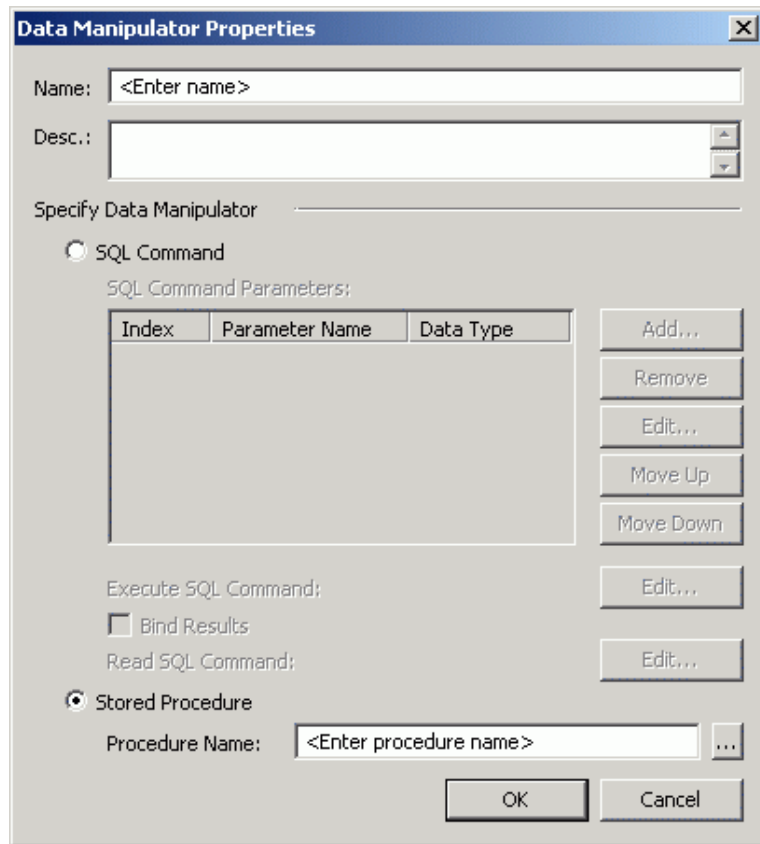 Data Manipulator Properties
Name: <Enter name>
Desc.:
Specify Data Manipulator
SQL Command
SQL Command Parameters:
Index Parameter Name Data Type
Add...
Remove
Edit...
Move Up
Move Down
Execute SQL Command: Edit...
Bind Results
Read SQL Command: Edit...
Stored Procedure
Procedure Name: <Enter procedure name> ...
OK Cancel